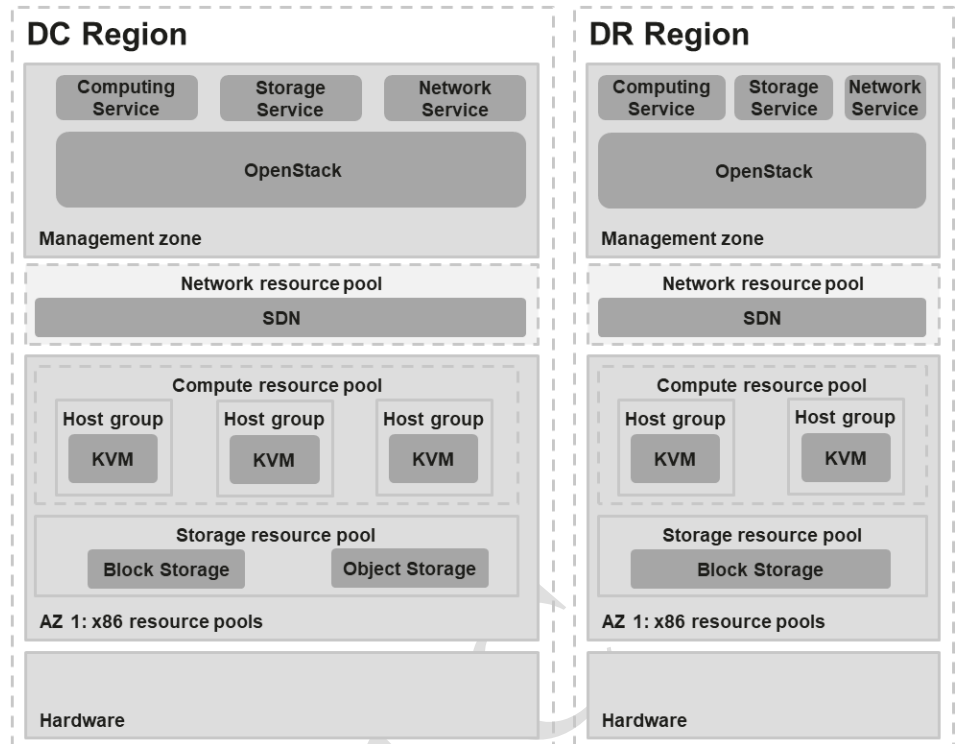 DC Region
Computing
Service
Storage
Service
Network
Service
OpenStack
Management zone
Network resource pool
SDN
Compute resource pool
Host group
KVM
Host group
KVM
Host group
KVM
Storage resource pool
Block Storage
Object Storage
AZ 1: x86 resource pools
Hardware
DR Region
Computing
Service
Storage
Service
Network
Service
OpenStack
Management zone
Network resource pool
SDN
Compute resource pool
Host group
KVM
Host group
KVM
Storage resource pool
Block Storage
AZ 1: x86 resource pools
Hardware